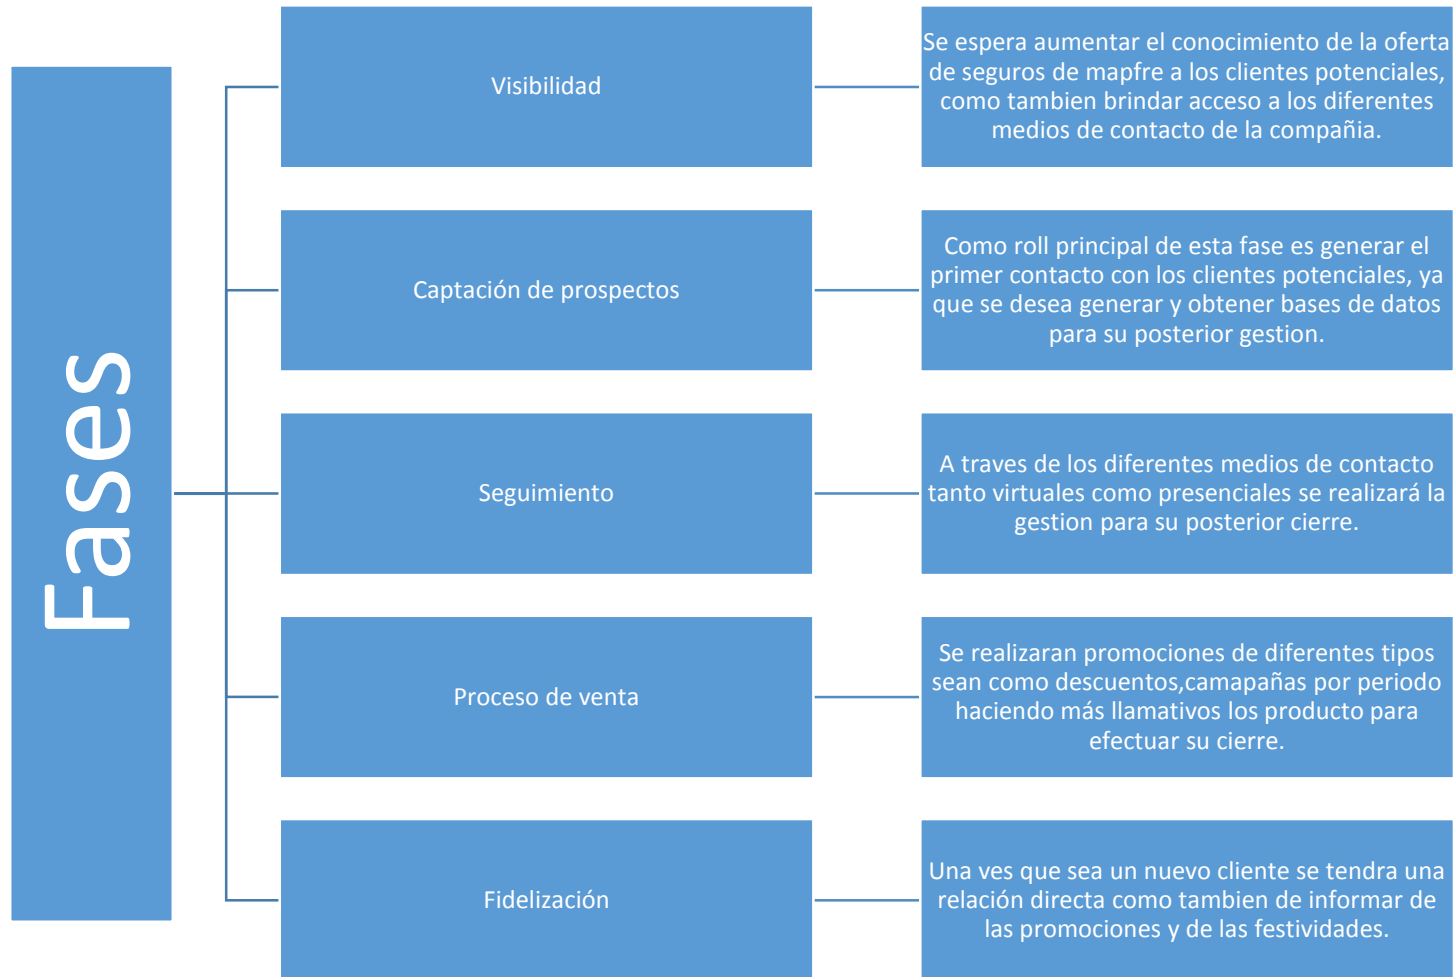 Fases
Visibilidad
Se espera aumentar el conocimiento de la oferta
de seguros de mapfre a los clientes potenciales,
como tambien brindar acceso a los diferentes
medios de contacto de la compañia.
Captación de prospectos
Como roll principal de esta fase es generar el
primer contacto con los clientes potenciales, ya
que se desea generar y obtener bases de datos
para su posterior gestion.
Seguimiento
A traves de los diferentes medios de contacto
tanto virtuales como presenciales se realizará la
gestion para su posterior cierre.
Proceso de venta
Se realizaran promociones de diferentes tipos
sean como descuentos,camapañas por periodo
haciendo más llamativos los producto para
efectuar su cierre.
Fidelización
Una ves que sea un nuevo cliente se tendra una
relación directa como tambien de informar de
las promociones y de las festividades.